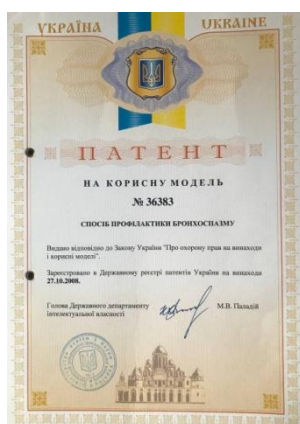 УКРАЇНА UKRAINE
ПАТЕНТ
НА КОРИСНУ МОДЕЛЬ
№ 36383
СПОСІБ ПРОФІЛАКТИКИ БРОНХОСПАЗМУ
Видано відповідно до Закону України "Про охорону прав на винаходи
і корисні моделі".
Зареєстровано в Державному реєстрі патентів України на винаходи
27.10.2008.
Голова Державного департаменту
інтелектуальної власності
М.В. Паладій